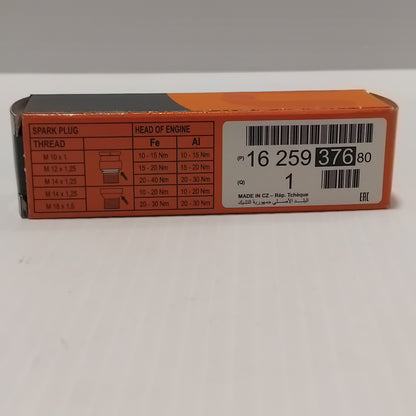 SPARK PLUG HEAD OF ENGINE
THREAD Fe Al
M 10 x 1 10 - 15 Nm 10 - 15 Nm
M 12 x 1,25 15 - 20 Nm 15 - 20 Nm
M 14 x 1,25 20 - 40 Nm 20 - 30 Nm
M 14 x 1,25 10 - 20 Nm 10 - 20 Nm
M 18 x 1,5 20 - 30 Nm 20 - 30 Nm
(P) 16 259 376 80
(Q) 1
MADE IN CZ – Rép. Tchèque
البلد الأصلي جمهورية التشيك
EAC